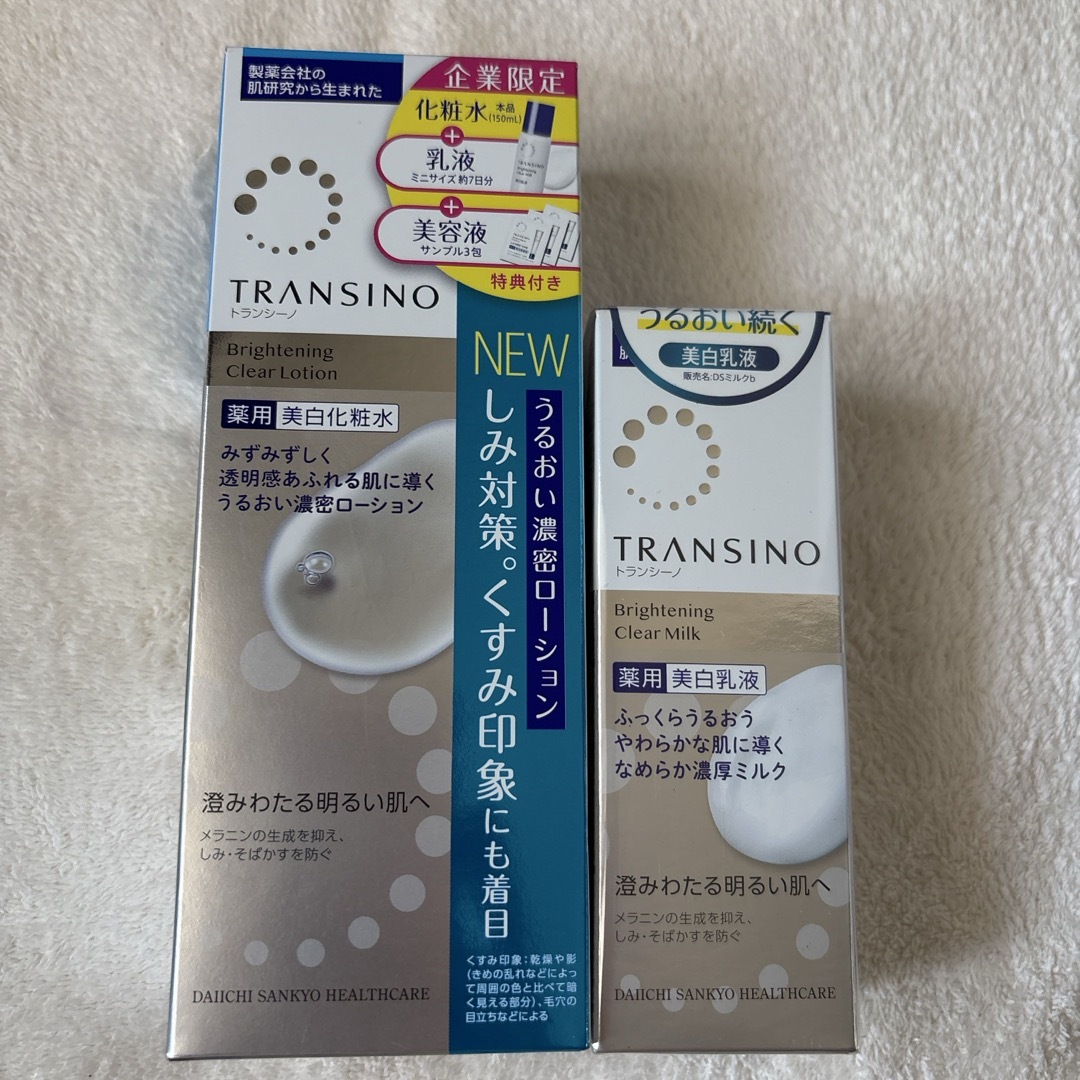 製薬会社の
肌研究から生まれた
企業限定
化粧水 本品(150mL)
+
乳液
ミニサイズ 約7日分
+
美容液
サンプル3包
特典付き
TRANSINO
TRANSINO
トランシーノ
Brightening
Clear Lotion
薬用 美白化粧水
みずみずしく
透明感あふれる肌に導く
うるおい濃密ローション
NEW
うるおい濃密ローション
しみ対策。くすみ印象にも着目
澄みわたる明るい肌へ
メラニンの生成を抑え、
しみ・そばかすを防ぐ
くすみ印象:乾燥や影
(きめの乱れなどによっ
て周囲の色と比べて暗
く見える部分)、毛穴の
目立ちなどによる
DAIICHI SANKYO HEALTHCARE
うるおい続く
美白乳液
販売名:DSミルクb
TRANSINO
トランシーノ
Brightening
Clear Milk
薬用 美白乳液
ふっくらうるおう
やわらかな肌に導く
なめらか濃厚ミルク
澄みわたる明るい肌へ
メラニンの生成を抑え、
しみ・そばかすを防ぐ
DAIICHI SANKYO HEALTHCARE